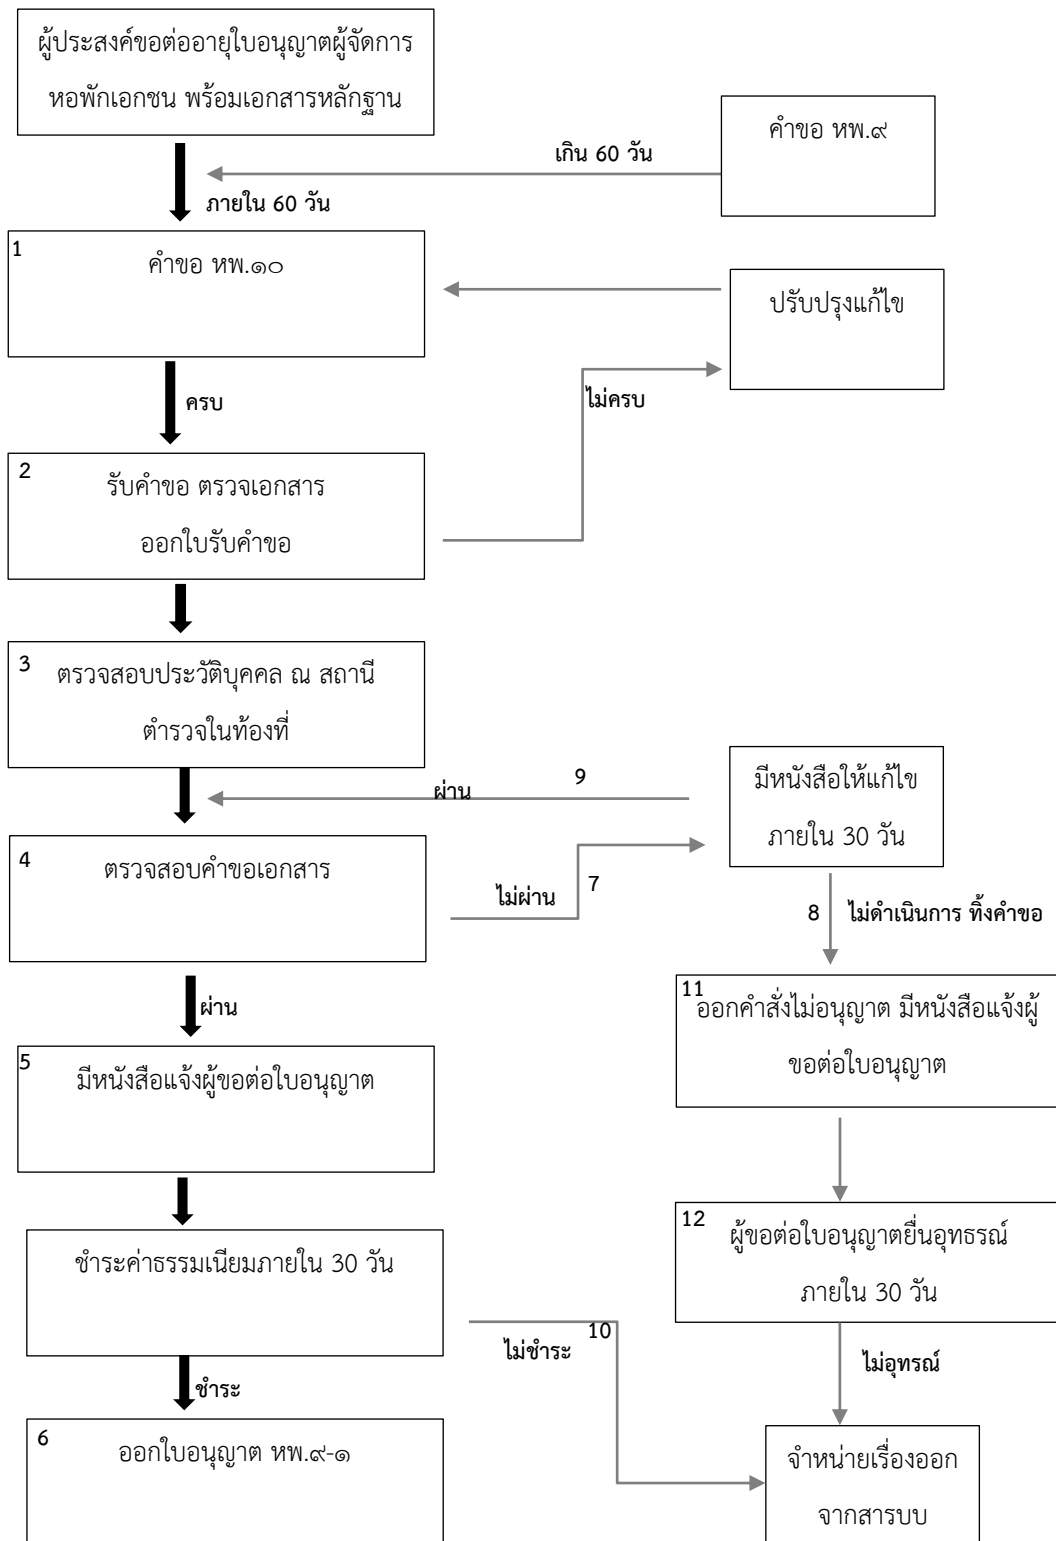 ผู้ประสงค์ขอต่ออายุใบอนุญาตผู้จัดการ
หอพักเอกชน พร้อมเอกสารหลักฐาน
คำขอ หพ.๙
เกิน 60 วัน
ภายใน 60 วัน
1
คำขอ หพ.๑๐
ปรับปรุงแก้ไข
ครบ
ไม่ครบ
2
รับคำขอ ตรวจเอกสาร
ออกใบรับคำขอ
3
ตรวจสอบประวัติบุคคล ณ สถานี
ตำรวจในท้องที่
9
ผ่าน
มีหนังสือให้แก้ไข
ภายใน 30 วัน
4
ตรวจสอบคำขอเอกสาร
ไม่ผ่าน
7
8
ไม่ดำเนินการ ทิ้งคำขอ
ผ่าน
11
ออกคำสั่งไม่อนุญาต มีหนังสือแจ้งผู้
ขอต่อใบอนุญาต
5
มีหนังสือแจ้งผู้ขอต่อใบอนุญาต
12
ผู้ขอต่อใบอนุญาตยื่นอุทธรณ์
ภายใน 30 วัน
ชำระค่าธรรมเนียมภายใน 30 วัน
10
ไม่ชำระ
ไม่อุทรณ์
ชำระ
6
ออกใบอนุญาต หพ.๙-๑
จำหน่ายเรื่องออก
จากสารบบ